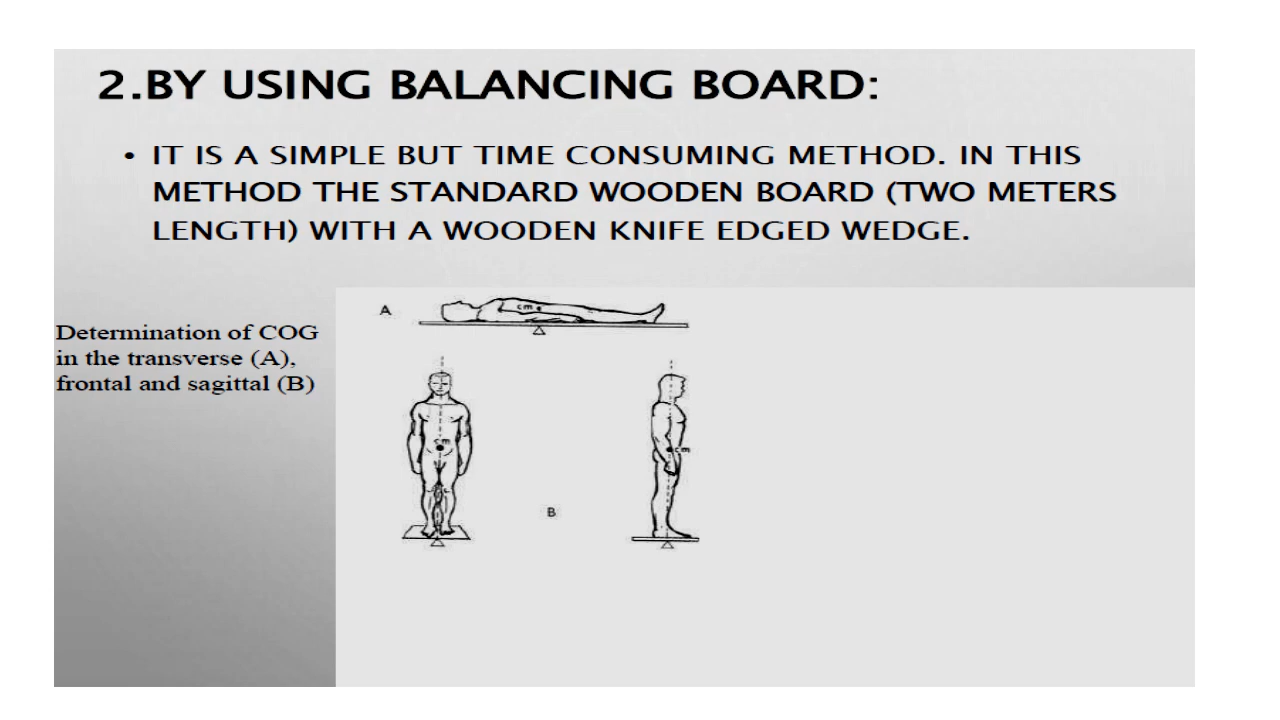 2.BY USING BALANCING BOARD:
• IT IS A SIMPLE BUT TIME CONSUMING METHOD. IN THIS
METHOD THE STANDARD WOODEN BOARD (TWO METERS
LENGTH) WITH A WOODEN KNIFE EDGED WEDGE.
Determination of COG
in the transverse (A),
frontal and sagittal (B)
A
cm
cm
cm
B